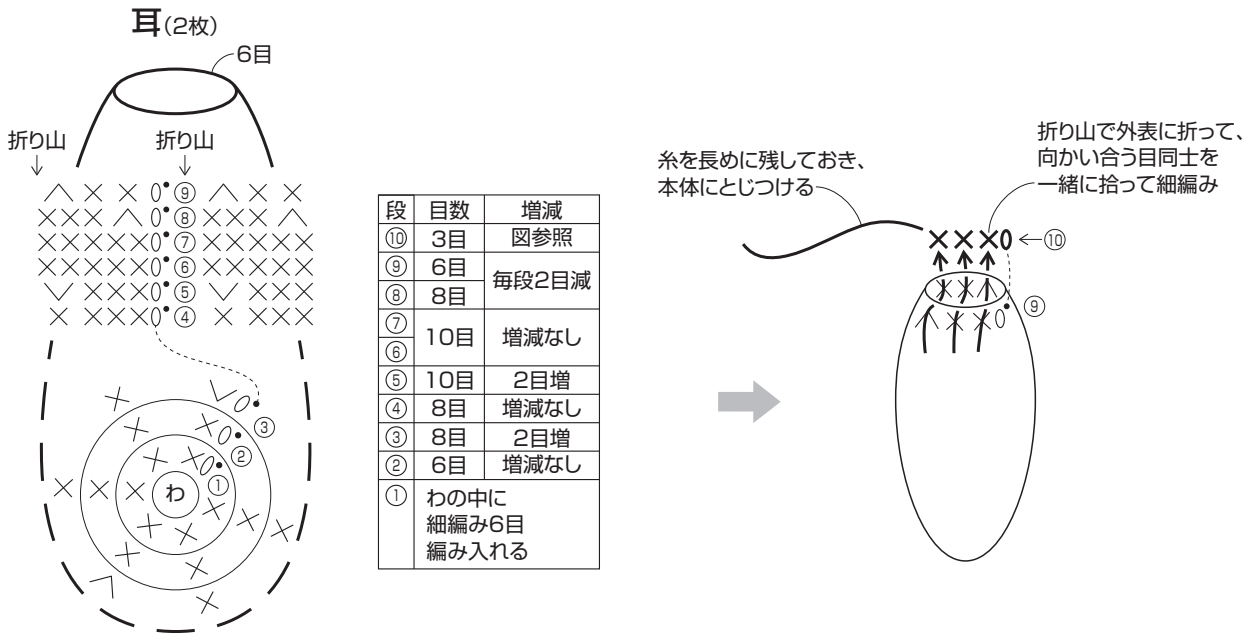 耳(2枚)
6目
折り山
折り山
⑨
⑧
⑦
⑥
⑤
④
③
②
①
わ
段 目数 増減
⑩ 3目 図参照
⑨ 6目 毎段2目減
⑧ 8目
⑦ 10目 増減なし
⑥
⑤ 10目 2目増
④ 8目 増減なし
③ 8目 2目増
② 6目 増減なし
① わの中に
細編み6目
編み入れる
糸を長めに残しておき、
本体にとじつける
折り山で外表に折って、
向かい合う目同士を
一緒に拾って細編み
⑩
⑨